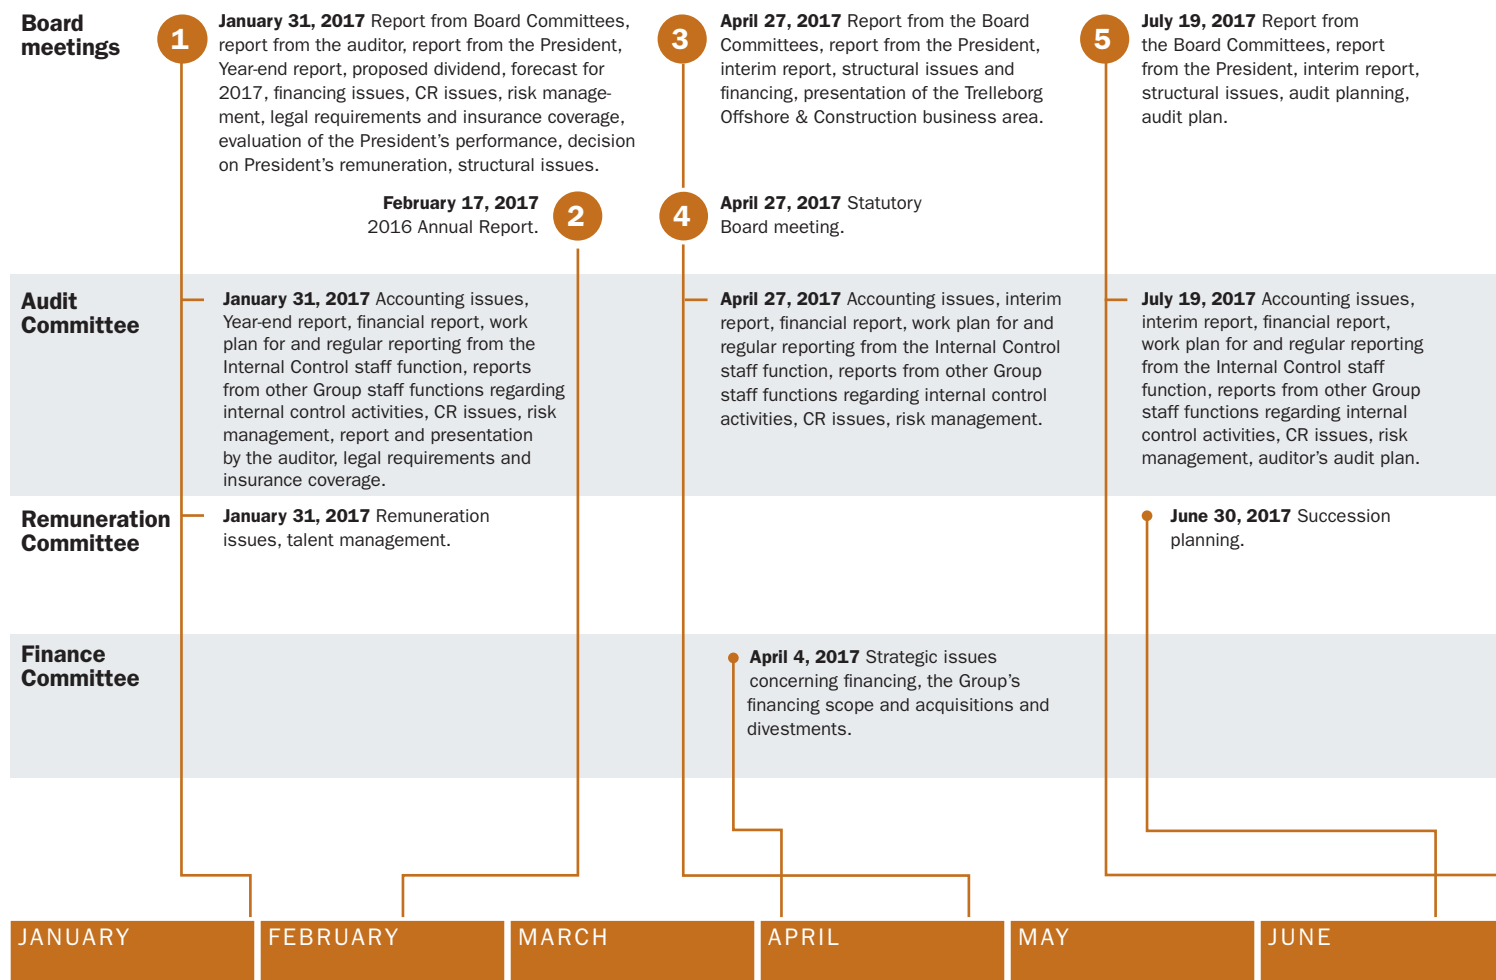 Board
meetings
1
January 31, 2017 Report from Board Committees,
report from the auditor, report from the President,
Year-end report, proposed dividend, forecast for
2017, financing issues, CR issues, risk manage-
ment, legal requirements and insurance coverage,
evaluation of the President's performance, decision
on President's remuneration, structural issues.
February 17, 2017
2016 Annual Report.
2
3
April 27, 2017 Report from the Board
Committees, report from the President,
interim report, structural issues and
financing, presentation of the Trelleborg
Offshore & Construction business area.
4
April 27, 2017 Statutory
Board meeting.
5
July 19, 2017 Report from
the Board Committees, report
from the President, interim report,
structural issues, audit planning,
audit plan.
Audit
Committee
January 31, 2017 Accounting issues,
Year-end report, financial report, work
plan for and regular reporting from the
Internal Control staff function, reports
from other Group staff functions regarding
internal control activities, CR issues, risk
management, report and presentation
by the auditor, legal requirements and
insurance coverage.
April 27, 2017 Accounting issues, interim
report, financial report, work plan for and
regular reporting from the Internal Control
staff function, reports from other Group
staff functions regarding internal control
activities, CR issues, risk management.
July 19, 2017 Accounting issues,
interim report, financial report,
work plan for and regular reporting
from the Internal Control staff
function, reports from other Group
staff functions regarding internal
control activities, CR issues, risk
management, auditor's audit plan.
Remuneration
Committee
January 31, 2017 Remuneration
issues, talent management.
June 30, 2017 Succession
planning.
Finance
Committee
April 4, 2017 Strategic issues
concerning financing, the Group's
financing scope and acquisitions and
divestments.
JANUARY
FEBRUARY
MARCH
APRIL
MAY
JUNE